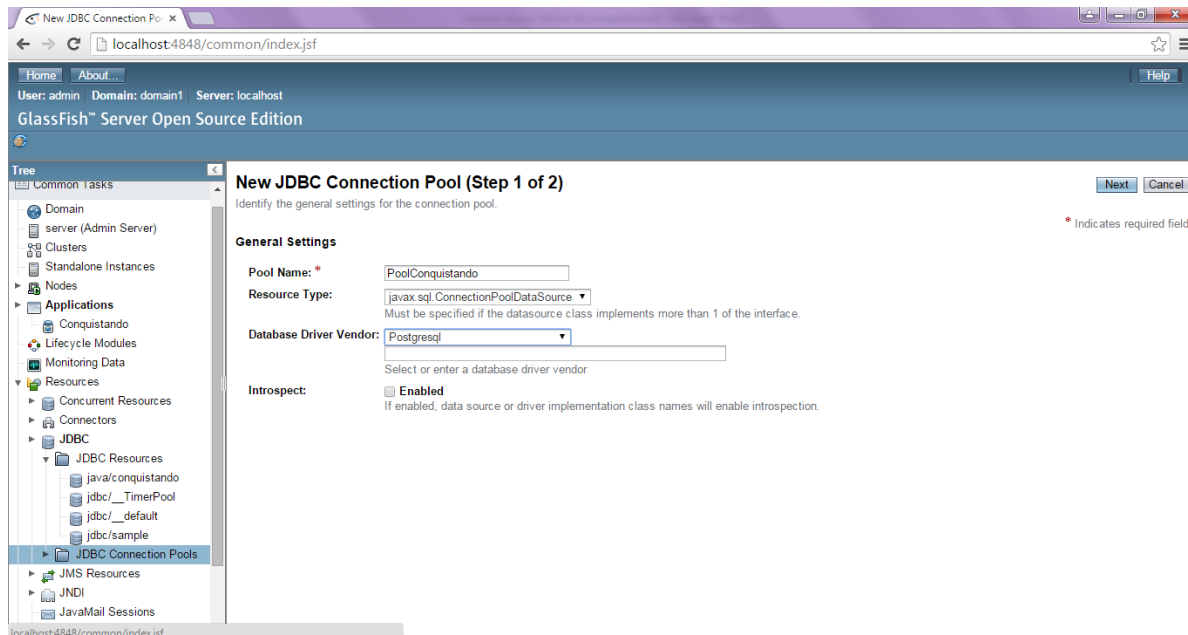 New JDBC Connection Po
localhost:4848/common/index.jsf
Home About... Help
User: admin Domain: domain1 Server: localhost
GlassFish™ Server Open Source Edition
Tree
Common Tasks
Domain
server (Admin Server)
Clusters
Standalone Instances
Nodes
Applications
Conquistando
Lifecycle Modules
Monitoring Data
Resources
Concurrent Resources
Connectors
JDBC
JDBC Resources
java/conquistando
jdbc/__TimerPool
jdbc/__default
jdbc/sample
JDBC Connection Pools
JMS Resources
JNDI
JavaMail Sessions
New JDBC Connection Pool (Step 1 of 2)
Next Cancel
Identify the general settings for the connection pool.
* Indicates required field
General Settings
Pool Name: * PoolConquistando
Resource Type: javax.sql.ConnectionPoolDataSource
Must be specified if the datasource class implements more than 1 of the interface.
Database Driver Vendor: Postgresql
Select or enter a database driver vendor
Introspect: Enabled
If enabled, data source or driver implementation class names will enable introspection.
localhost:4848/common/index.jsf